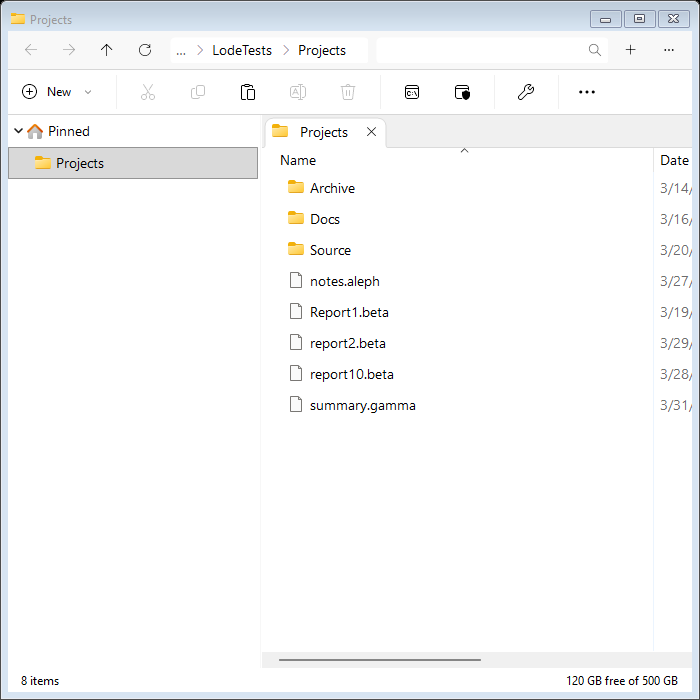 Projects
... LodeTests Projects
New
Pinned
Projects
Projects
Name Date
Archive 3/14/
Docs 3/16/
Source 3/20/
notes.aleph 3/27/
Report1.beta 3/19/
report2.beta 3/29/
report10.beta 3/28/
summary.gamma 3/31/
8 items 120 GB free of 500 GB